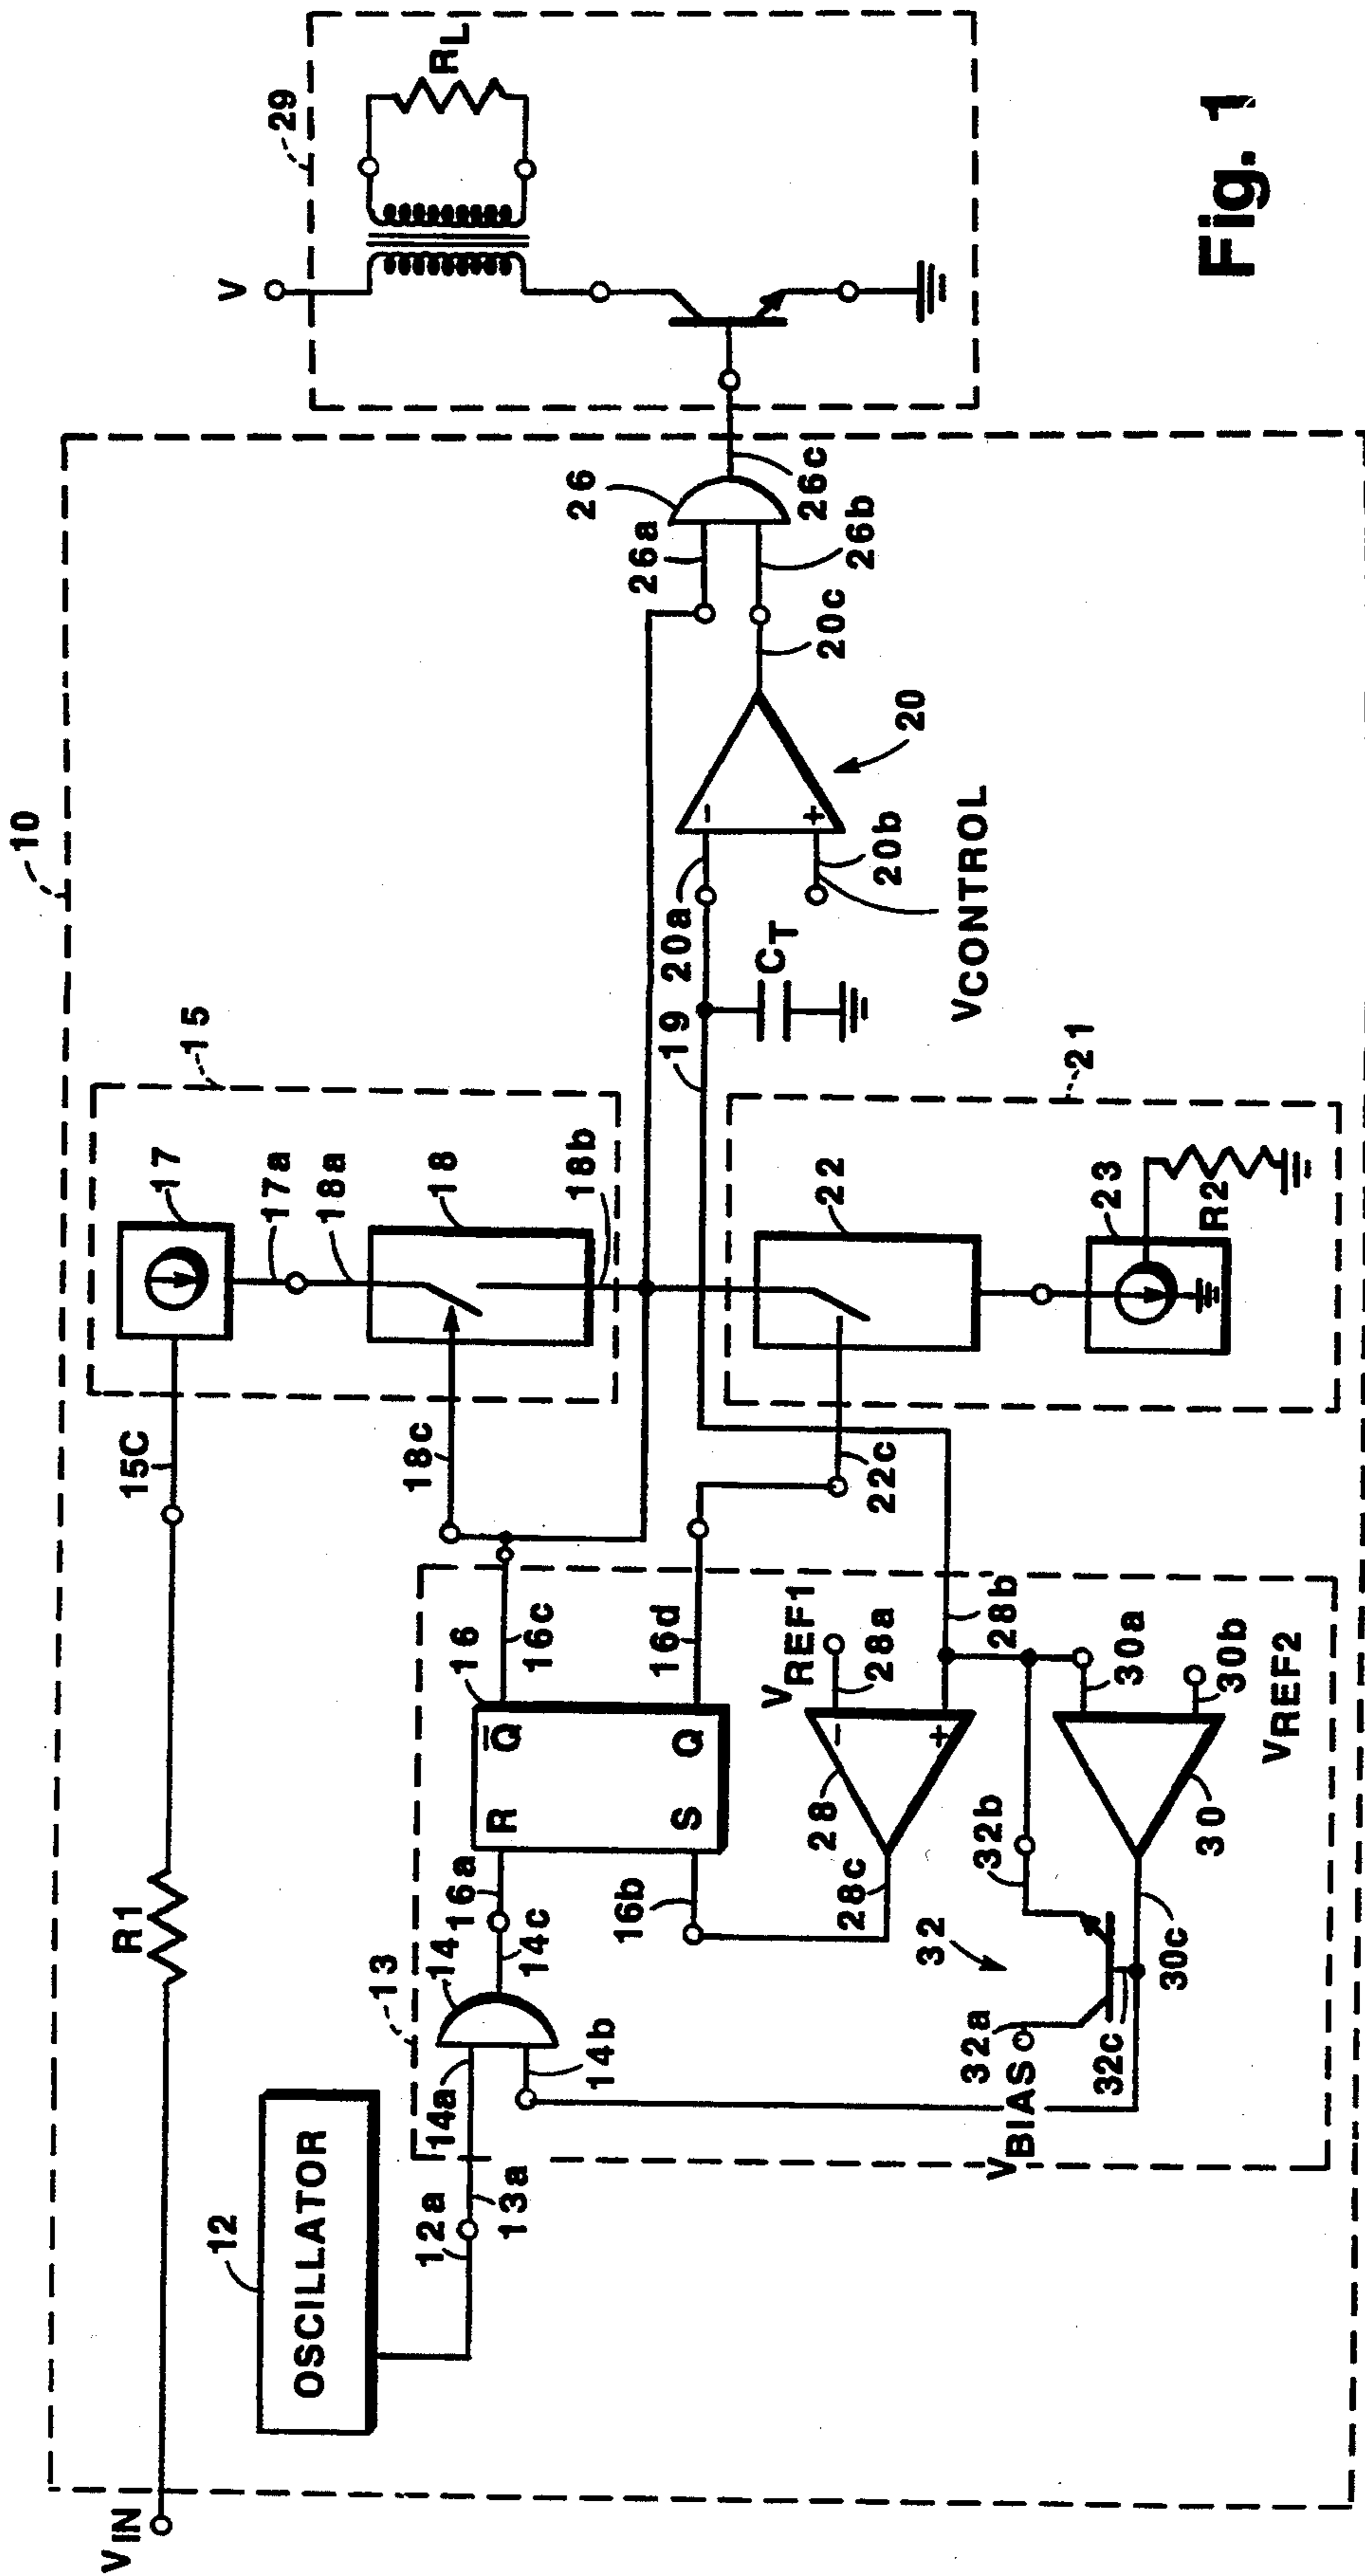 10
29
V
RL
VIN
R1
15C
15
17
17a
18a
18
18b
18c
12
OSCILLATOR
12a
13a
13
14a
14
14b
14c
16a
16b
16
R
Q̅
S
Q
16c
16d
19
20a
CT
20b
VCONTROL
-
+
20
20c
26a
26
26b
26c
21
22
22c
23
R2
VREF1
28a
-
+
28
28b
28c
30a
30b
VREF2
30
30c
32
32a
32b
32c
VBIAS
Fig. 1